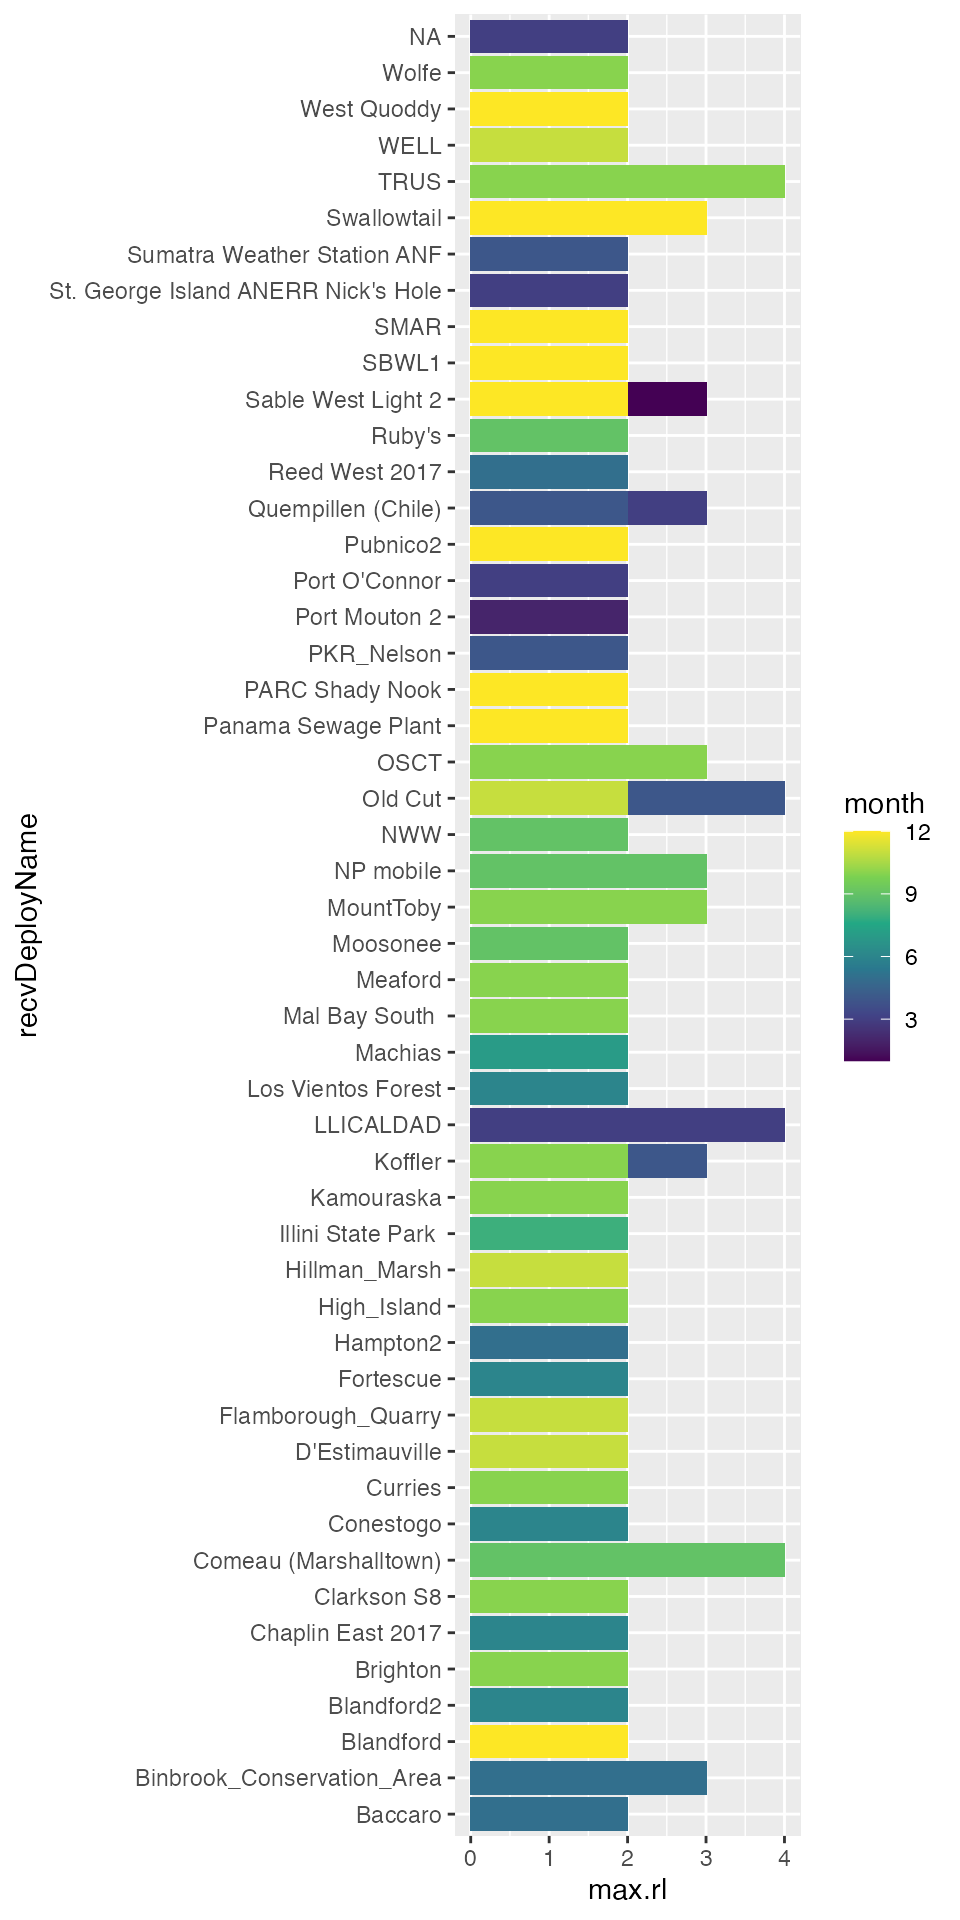 NA
Wolfe
West Quoddy
WELL
TRUS
Swallowtail
Sumatra Weather Station ANF
St. George Island ANERR Nick's Hole
SMAR
SBWL1
Sable West Light 2
Ruby's
Reed West 2017
Quempillen (Chile)
Pubnico2
Port O'Connor
Port Mouton 2
PKR_Nelson
PARC Shady Nook
Panama Sewage Plant
OSCT
Old Cut
NWW
NP mobile
MountToby
Moosonee
Meaford
Mal Bay South
Machias
Los Vientos Forest
LLICALDAD
Koffler
Kamouraska
Illini State Park
Hillman_Marsh
High_Island
Hampton2
Fortescue
Flamborough_Quarry
D'Estimauville
Curries
Conestogo
Comeau (Marshalltown)
Clarkson S8
Chaplin East 2017
Brighton
Blandford2
Blandford
Binbrook_Conservation_Area
Baccaro
recvDeployName
0 1 2 3 4
max.rl
month
12
9
6
3